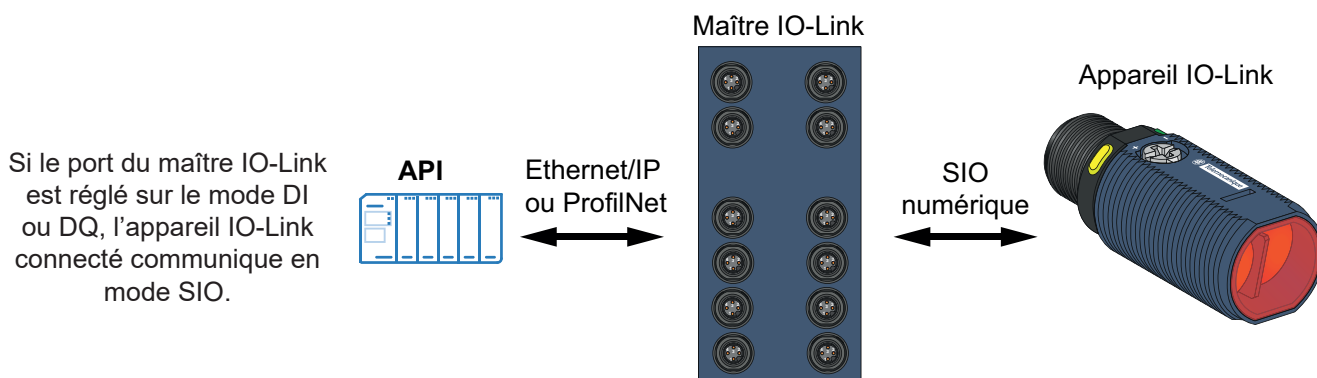 Maître IO-Link
Appareil IO-Link
Si le port du maître IO-Link
est réglé sur le mode DI
ou DQ, l’appareil IO-Link
connecté communique en
mode SIO.
API
Ethernet/IP
ou ProfilNet
SIO
numérique
Telemecanique